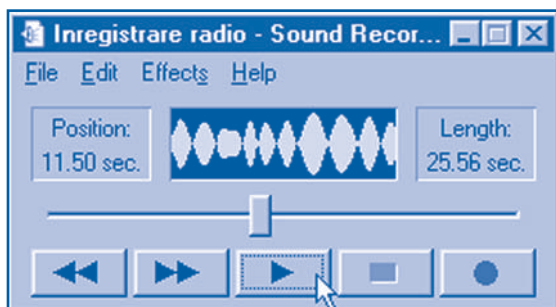 Inregistrare radio - Sound Recor...
File Edit Effects Help
Position: Length:
11.50 sec. 25.56 sec.